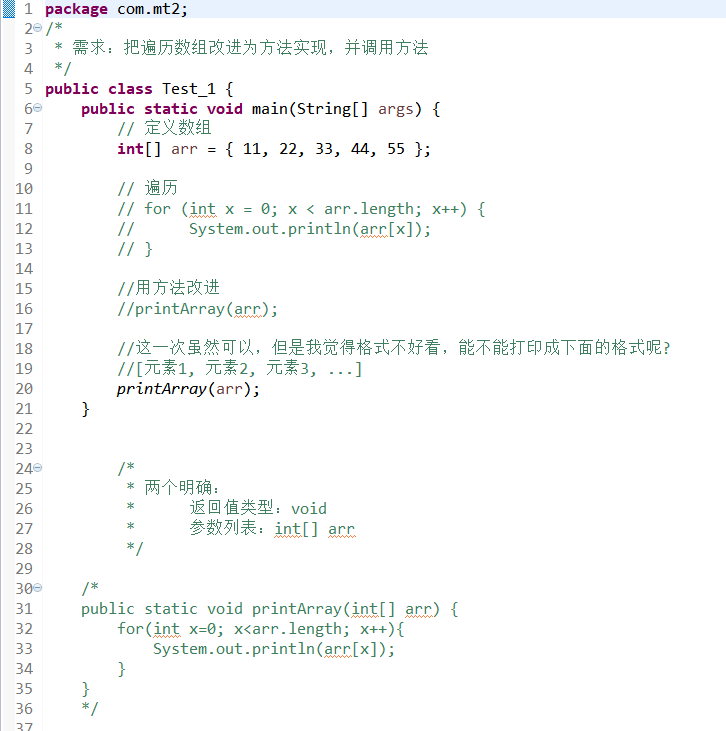 1 package com.mt2;
2 /*
3  * 需求：把遍历数组改进为方法实现，并调用方法
4  */
5 public class Test_1 {
6     public static void main(String[] args) {
7         // 定义数组
8         int[] arr = { 11, 22, 33, 44, 55 };
9
10         // 遍历
11         // for (int x = 0; x < arr.length; x++) {
12         //      System.out.println(arr[x]);
13         // }
14
15         //用方法改进
16         //printArray(arr);
17
18         //这一次虽然可以，但是我觉得格式不好看，能不能打印成下面的格式呢?
19         //[元素1, 元素2, 元素3, ...]
20         printArray(arr);
21     }
22
23
24         /*
25          * 两个明确：
26          *      返回值类型：void
27          *      参数列表：int[] arr
28          */
29
30     /*
31     public static void printArray(int[] arr) {
32         for(int x=0; x<arr.length; x++){
33             System.out.println(arr[x]);
34         }
35     }
36     */
37